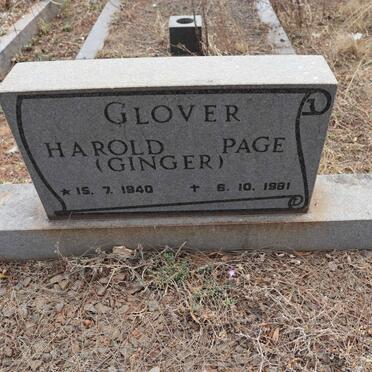 GLOVER
HAROLD PAGE
(GINGER)
* 15. 7. 1940 + 6. 10. 1981